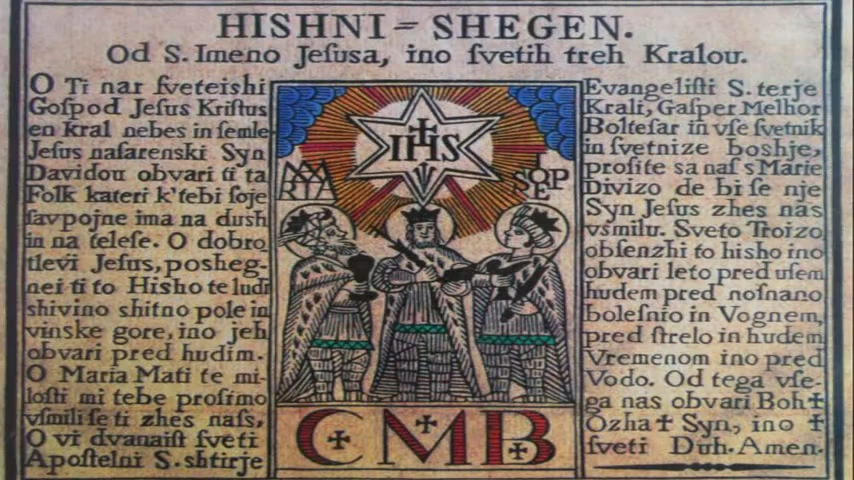 HISHNI = SHEGEN.
Od S. Imeno Jeſusa, ino ſvetih treh Kralou.
O Ti nar ſveteishi
Goſpod Jeſus Kriſtus
en kral nebes in ſemle
Jeſus naſarenski Syn
Davidou obvari ti ta
Folk kateri k'tebi ſoje
ſavpojne ima na dush
in na teleſe. O dobro
tlevi Jeſus, posheg-
nei ti to Hisho te ludi
shivino shitno pole in
vinske gore, ino jeh
obvari pred hudim.
O Maria Mati te mi-
loſti mi tebe proſimo
vſmili ſe ti zhes naſs,
O vi dvanaiſt ſveti
Apoſtelni S. shtirje
IHS
MARIA
IOSEP
C M B
Evangeliſti S. terje
Krali, Gaſper Melhor
Bolteſar in vſe ſvetnik
in ſvetnize boshje,
proſite sa naſ s Marie
Divizo de bi ſe nje
Syn Jeſus zhes nas
vsmilu. Sveto Troizo
obſenzhi to hisho ino
obvari leto pred uſem
hudem pred noſnano
boleſnio in Vognem,
pred ſtrelo in hudem
Vremenom ino pred
Vodo. Od tega vſe-
ga nas obvari Boh ✝
Ozha ✝ Syn, ino ✝
ſveti Duh. Amen.